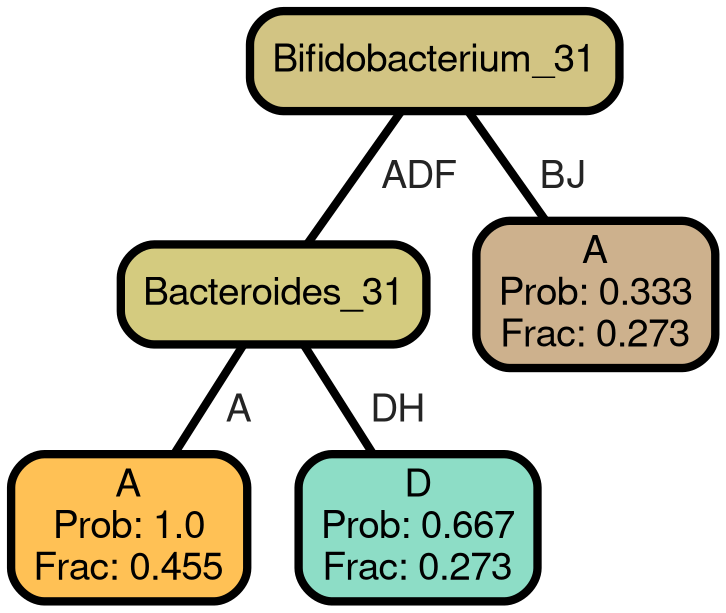 Bifidobacterium_31
ADF
BJ
Bacteroides_31
A
Prob: 0.333
Frac: 0.273
A
DH
A
Prob: 1.0
Frac: 0.455
D
Prob: 0.667
Frac: 0.273